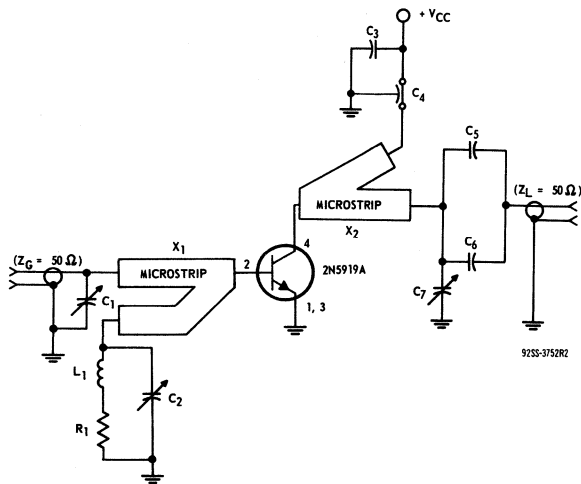 + VCC
C3
C4
C5
MICROSTRIP
X2
(ZL = 50 Ω)
C6
C7
X1
4
(ZG = 50 Ω)
MICROSTRIP
2
2N5919A
C1
1, 3
L1
C2
R1
92SS-3752R2